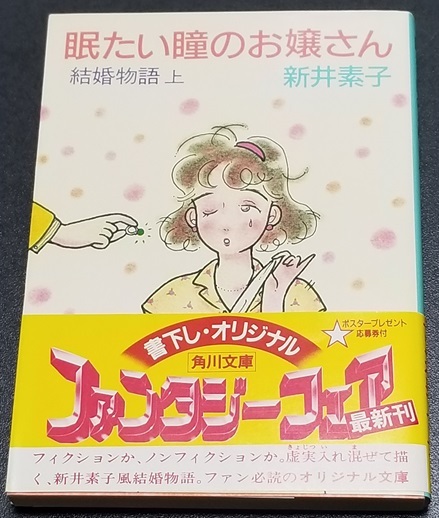 眠たい瞳のお嬢さん
結婚物語 上
新井素子
書下し・オリジナル
角川文庫
ポスタープレゼント
応募券付
ファンタジーフェア
最新刊
フィクションか、ノンフィクションか。虚実入れ混ぜて描
く、新井素子風結婚物語。ファン必読のオリジナル文庫